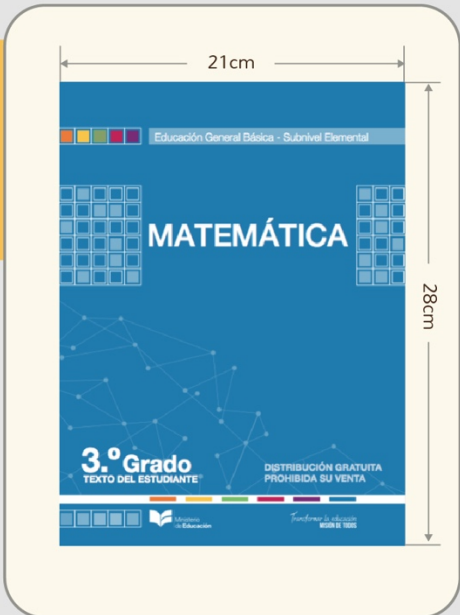 21cm
Educación General Básica - Subnivel Elemental
MATEMÁTICA
28cm
3.º Grado
TEXTO DEL ESTUDIANTE
DISTRIBUCIÓN GRATUITA
PROHIBIDA SU VENTA
Ministerio
de Educación
Transformar la educación
MISIÓN DE TODOS